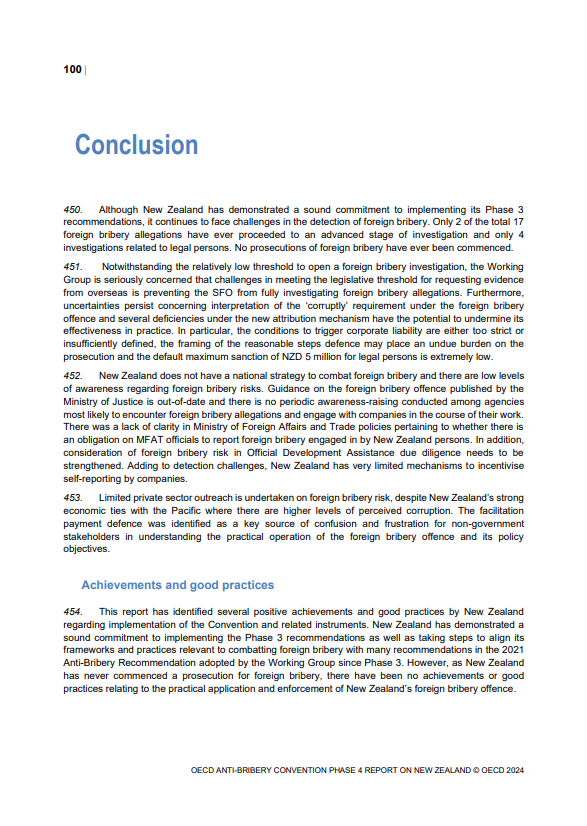 100 |
Conclusion
450. Although New Zealand has demonstrated a sound commitment to implementing its Phase 3
recommendations, it continues to face challenges in the detection of foreign bribery. Only 2 of the total 17
foreign bribery allegations have ever proceeded to an advanced stage of investigation and only 4
investigations related to legal persons. No prosecutions of foreign bribery have ever been commenced.
451. Notwithstanding the relatively low threshold to open a foreign bribery investigation, the Working
Group is seriously concerned that challenges in meeting the legislative threshold for requesting evidence
from overseas is preventing the SFO from fully investigating foreign bribery allegations. Furthermore,
uncertainties persist concerning interpretation of the 'corruptly' requirement under the foreign bribery
offence and several deficiencies under the new attribution mechanism have the potential to undermine its
effectiveness in practice. In particular, the conditions to trigger corporate liability are either too strict or
insufficiently defined, the framing of the reasonable steps defence may place an undue burden on the
prosecution and the default maximum sanction of NZD 5 million for legal persons is extremely low.
452. New Zealand does not have a national strategy to combat foreign bribery and there are low levels
of awareness regarding foreign bribery risks. Guidance on the foreign bribery offence published by the
Ministry of Justice is out-of-date and there is no periodic awareness-raising conducted among agencies
most likely to encounter foreign bribery allegations and engage with companies in the course of their work.
There was a lack of clarity in Ministry of Foreign Affairs and Trade policies pertaining to whether there is
an obligation on MFAT officials to report foreign bribery engaged in by New Zealand persons. In addition,
consideration of foreign bribery risk in Official Development Assistance due diligence needs to be
strengthened. Adding to detection challenges, New Zealand has very limited mechanisms to incentivise
self-reporting by companies.
453. Limited private sector outreach is undertaken on foreign bribery risk, despite New Zealand's strong
economic ties with the Pacific where there are higher levels of perceived corruption. The facilitation
payment defence was identified as a key source of confusion and frustration for non-government
stakeholders in understanding the practical operation of the foreign bribery offence and its policy
objectives.
Achievements and good practices
454. This report has identified several positive achievements and good practices by New Zealand
regarding implementation of the Convention and related instruments. New Zealand has demonstrated a
sound commitment to implementing the Phase 3 recommendations as well as taking steps to align its
frameworks and practices relevant to combatting foreign bribery with many recommendations in the 2021
Anti-Bribery Recommendation adopted by the Working Group since Phase 3. However, as New Zealand
has never commenced a prosecution for foreign bribery, there have been no achievements or good
practices relating to the practical application and enforcement of New Zealand's foreign bribery offence.
OECD ANTI-BRIBERY CONVENTION PHASE 4 REPORT ON NEW ZEALAND © OECD 2024